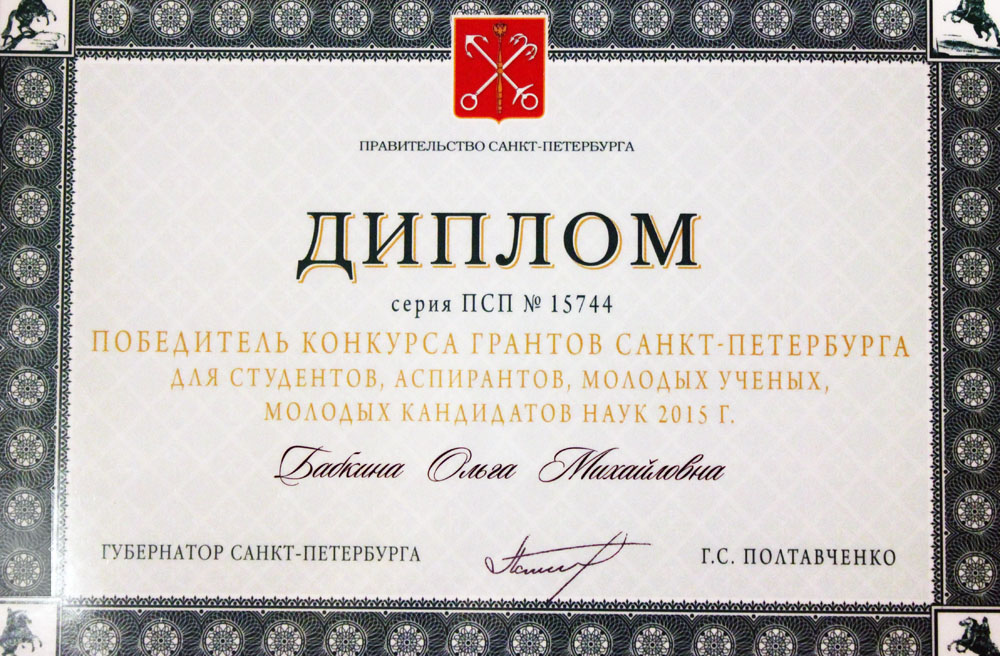 ПРАВИТЕЛЬСТВО САНКТ-ПЕТЕРБУРГА
ДИПЛОМ
серия ПСП № 15744
ПОБЕДИТЕЛЬ КОНКУРСА ГРАНТОВ САНКТ-ПЕТЕРБУРГА
ДЛЯ СТУДЕНТОВ, АСПИРАНТОВ, МОЛОДЫХ УЧЕНЫХ,
МОЛОДЫХ КАНДИДАТОВ НАУК 2015 Г.
Бабкина Ольга Михайловна
ГУБЕРНАТОР САНКТ-ПЕТЕРБУРГА Г.С. ПОЛТАВЧЕНКО